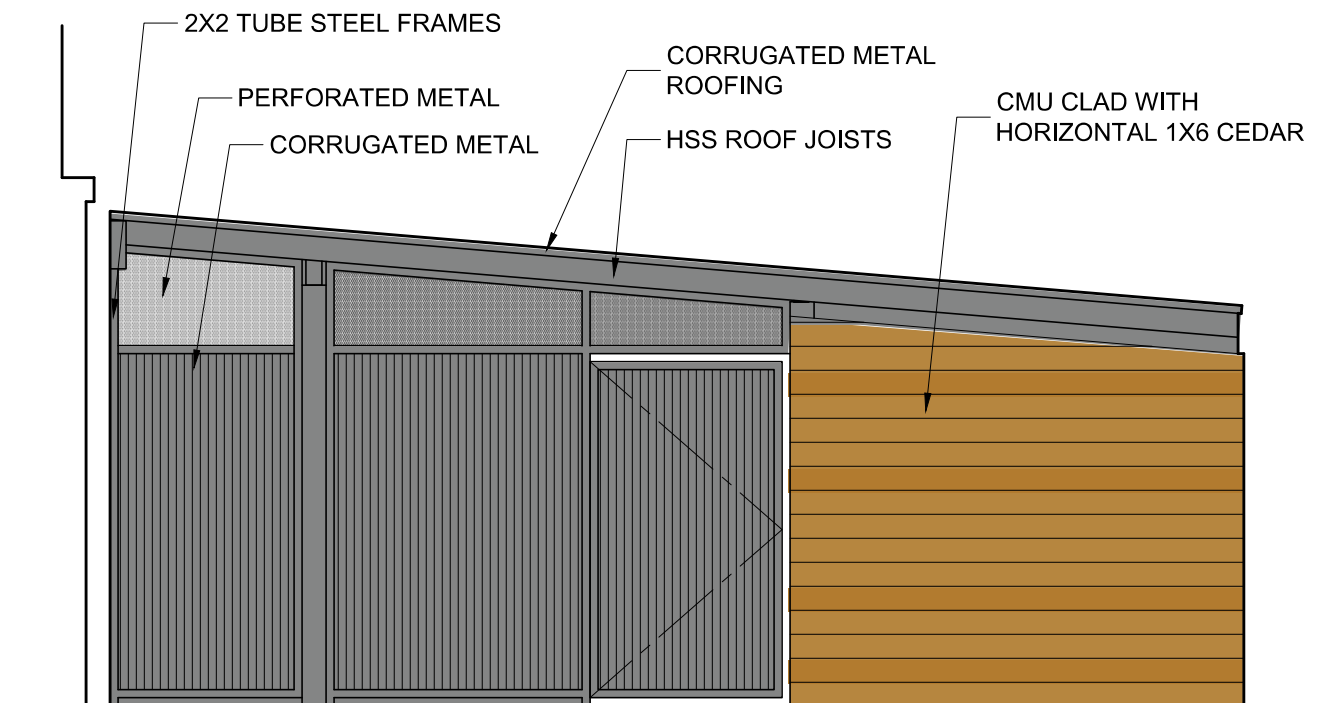 2X2 TUBE STEEL FRAMES
PERFORATED METAL
CORRUGATED METAL
CORRUGATED METAL
ROOFING
HSS ROOF JOISTS
CMU CLAD WITH
HORIZONTAL 1X6 CEDAR